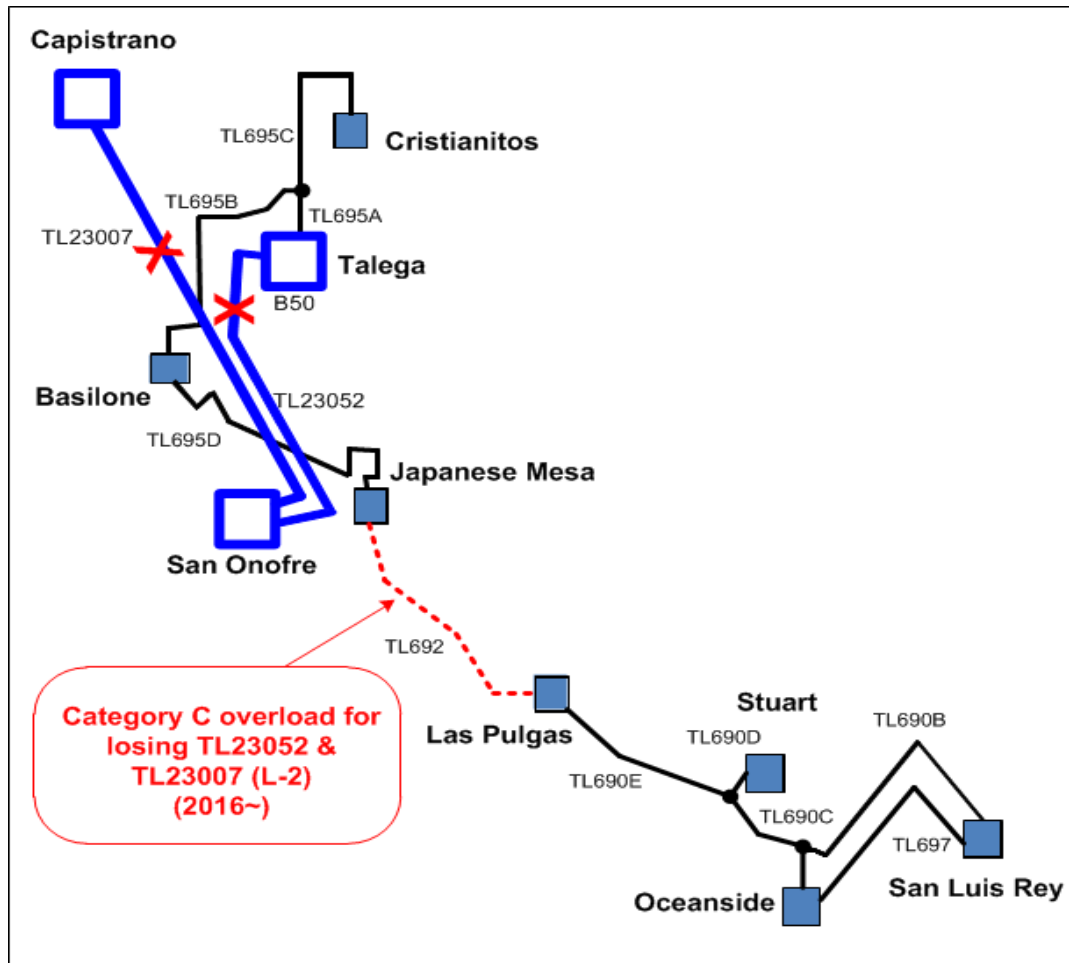 Capistrano
TL695C
Cristianitos
TL695B
TL695A
TL23007
Talega
B50
Basilone
TL23052
TL695D
Japanese Mesa
San Onofre
TL692
Category C overload for
losing TL23052 &
TL23007 (L-2)
(2016~)
Las Pulgas
Stuart
TL690B
TL690D
TL690E
TL690C
TL697
Oceanside
San Luis Rey